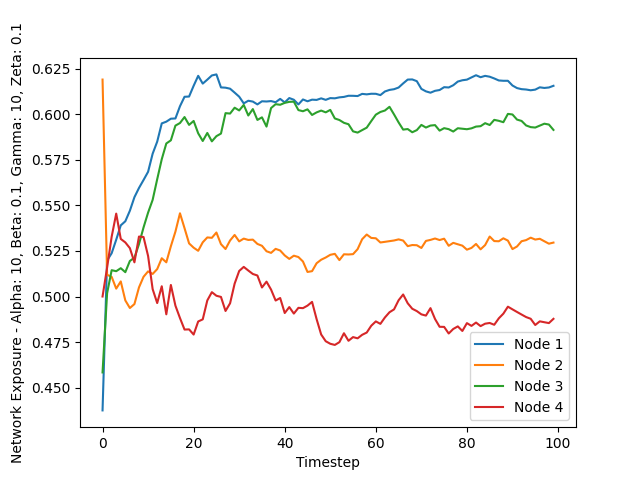 Network Exposure - Alpha: 10, Beta: 0.1, Gamma: 10, Zeta: 0.1
0.625
0.600
0.575
0.550
0.525
0.500
0.475
0.450
0
20
40
60
80
100
Timestep
Node 1
Node 2
Node 3
Node 4